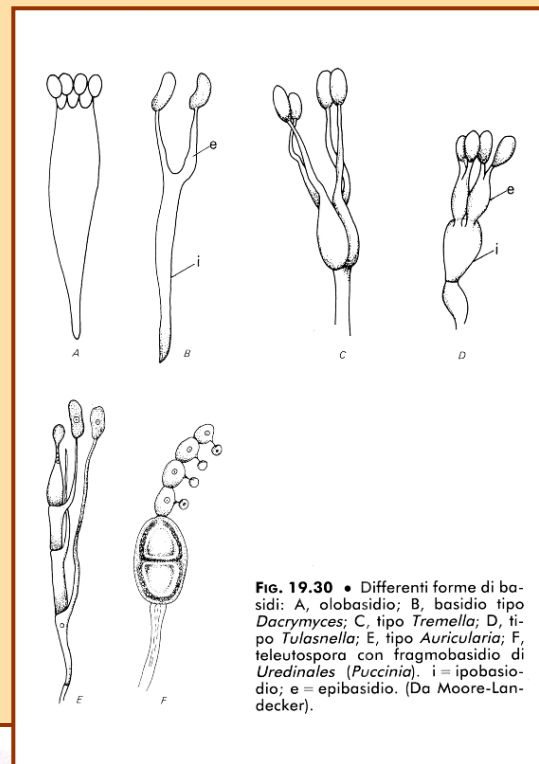 e
i
e
i
A
B
C
D
E
F
FIG. 19.30 • Differenti forme di ba-
sidi: A, olobasidio; B, basidio tipo
Dacrymyces; C, tipo Tremella; D, ti-
po Tulasnella; E, tipo Auricularia; F,
teleutospora con fragmobasidio di
Uredinales (Puccinia). i = ipobasio-
dio; e = epibasidio. (Da Moore-Lan-
decker).